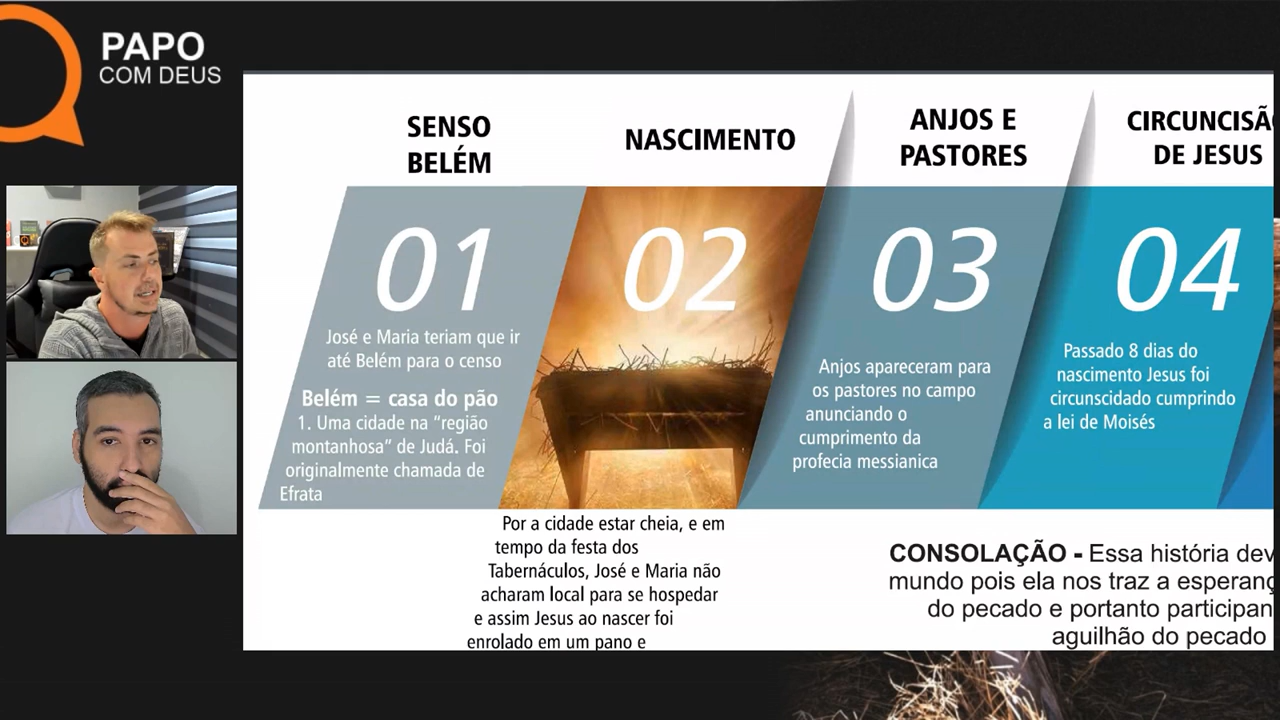 PAPO
COM DEUS
SENSO
BELÉM
01
José e Maria teriam que ir
até Belém para o censo
Belém = casa do pão
1. Uma cidade na “região
montanhosa” de Judá. Foi
originalmente chamada de
Efrata
NASCIMENTO
02
Por a cidade estar cheia, e em
tempo da festa dos
Tabernáculos, José e Maria não
acharam local para se hospedar
e assim Jesus ao nascer foi
enrolado em um pano e
ANJOS E
PASTORES
03
Anjos apareceram para
os pastores no campo
anunciando o
cumprimento da
profecia messianica
CIRCUNCISÃ
DE JESUS
04
Passado 8 dias do
nascimento Jesus foi
circunscidado cumprindo
a lei de Moisés
CONSOLAÇÃO - Essa história dev
mundo pois ela nos traz a esperanç
do pecado e portanto participan
aguilhão do pecado